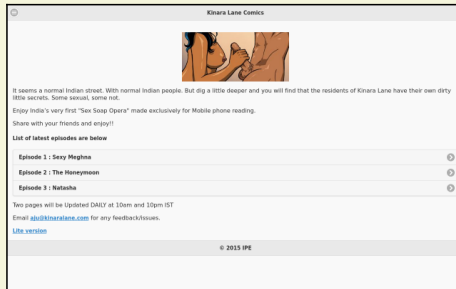 Kinara Lane Comics
It seems a normal Indian street. With normal Indian people. But dig a little deeper and you will find that the residents of Kinara Lane have their own dirty
little secrets. Some sexual, some not.
Enjoy India's very first "Sex Soap Opera" made exclusively for Mobile phone reading.
Share with your friends and enjoy!!
List of latest episodes are below
Episode 1 : Sexy Meghna
Episode 2 : The Honeymoon
Episode 3 : Natasha
Two pages will be Updated DAILY at 10am and 10pm IST
Email aju@kinaralane.com for any feedback/issues.
Lite version
© 2015 IPE